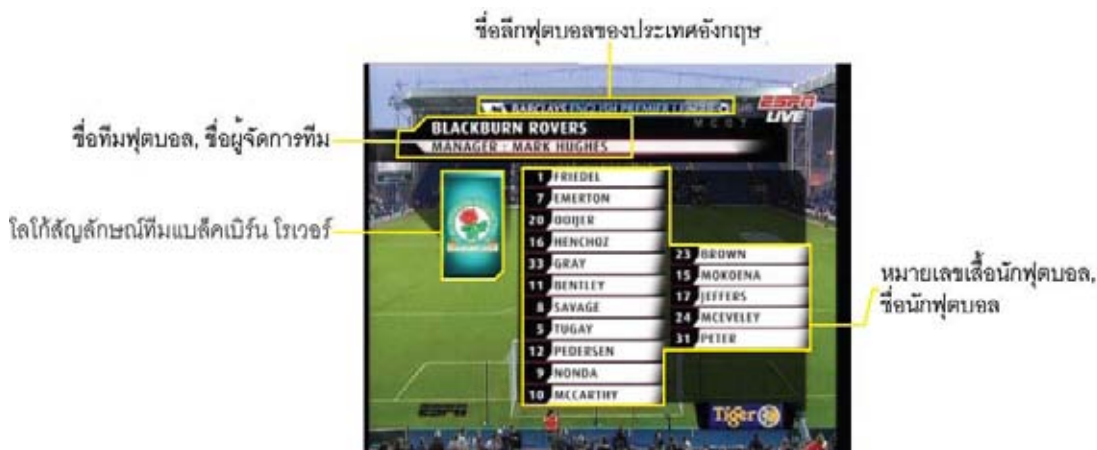 ชื่อลีกฟุตบอลของประเทศอังกฤษ
BARCLAYS ENGLISH PREMIER LEAGUE
ESPN
LIVE
ชื่อทีมฟุตบอล, ชื่อผู้จัดการทีม
BLACKBURN ROVERS
MANAGER : MARK HUGHES
โลโก้สัญลักษณ์ทีมแบล็คเบิร์น โรเวอร์
1 FRIEDEL
7 EMERTON
20 OOIJER
16 HENCHOZ
33 GRAY
11 BENTLEY
8 SAVAGE
5 TUGAY
12 PEDERSEN
9 NONDA
10 MCCARTHY
23 BROWN
15 MOKOENA
17 JEFFERS
24 MCEVELEY
31 PETER
หมายเลขเสื้อนักฟุตบอล,
ชื่อนักฟุตบอล
ESPN
Tiger